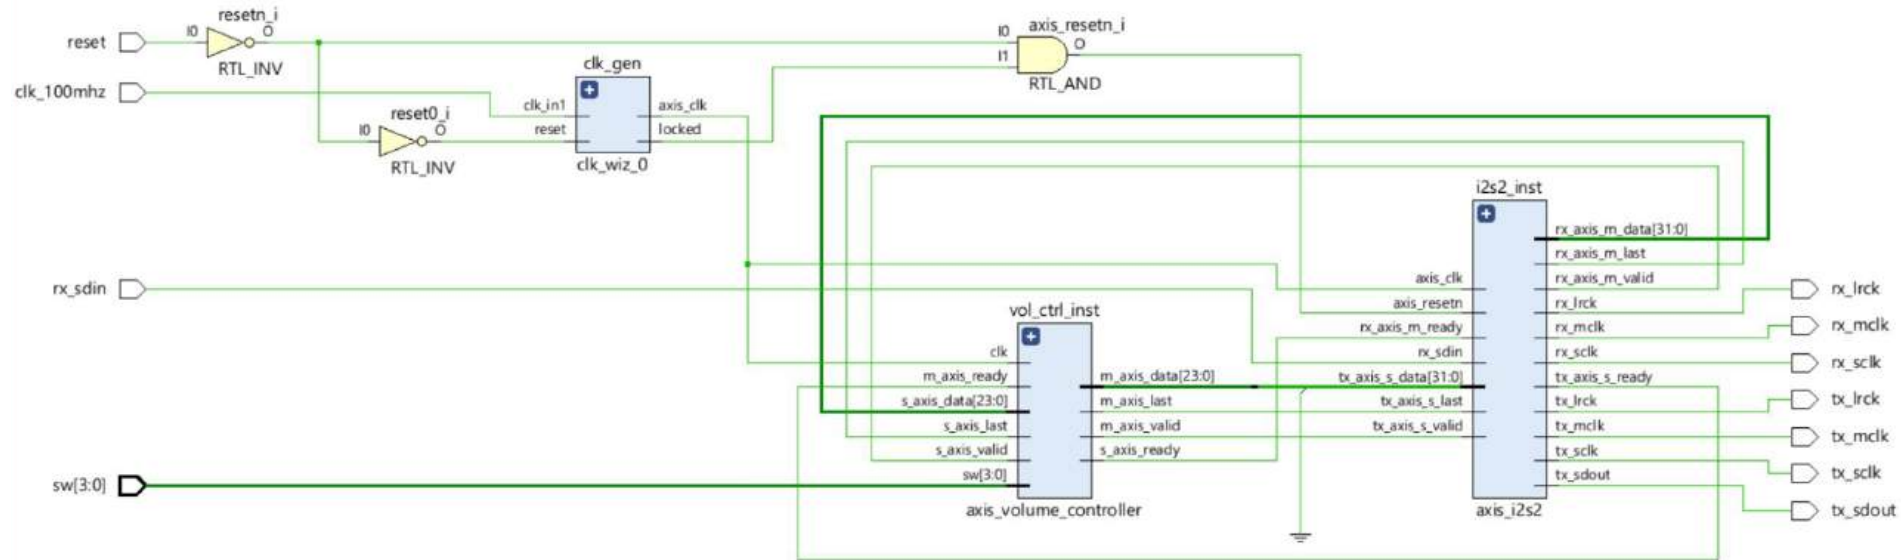 resetn_i
reset
I0
O
RTL_INV
axis_resetn_i
I0
I1
O
RTL_AND
clk_100mhz
reset0_i
I0
O
RTL_INV
clk_gen
clk_in1
reset
axis_clk
locked
clk_wiz_0
rx_sdin
sw[3:0]
vol_ctrl_inst
clk
m_axis_ready
s_axis_data[23:0]
s_axis_last
s_axis_valid
sw[3:0]
m_axis_data[23:0]
m_axis_last
m_axis_valid
s_axis_ready
axis_volume_controller
i2s2_inst
axis_clk
axis_resetn
rx_axis_m_ready
rx_sdin
tx_axis_s_data[31:0]
tx_axis_s_last
tx_axis_s_valid
rx_axis_m_data[31:0]
rx_axis_m_last
rx_axis_m_valid
rx_lrck
rx_mclk
rx_sclk
tx_axis_s_ready
tx_lrck
tx_mclk
tx_sclk
tx_sdout
axis_i2s2
rx_lrck
rx_mclk
rx_sclk
tx_lrck
tx_mclk
tx_sclk
tx_sdout